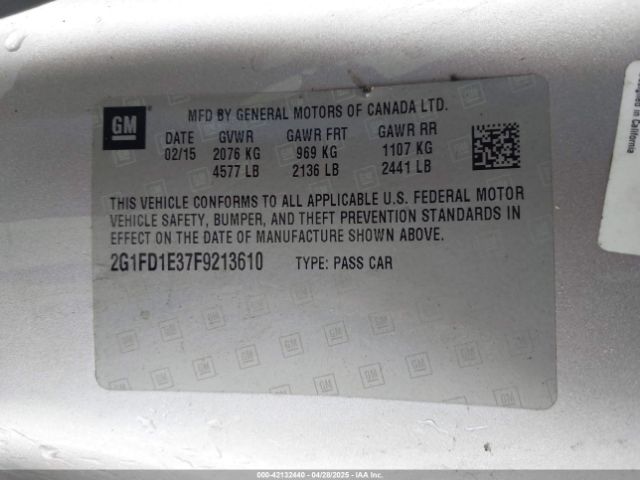 GM
MFD BY GENERAL MOTORS OF CANADA LTD.
DATE GVWR GAWR FRT GAWR RR
02/15 2076 KG 969 KG 1107 KG
4577 LB 2136 LB 2441 LB
THIS VEHICLE CONFORMS TO ALL APPLICABLE U.S. FEDERAL MOTOR
VEHICLE SAFETY, BUMPER, AND THEFT PREVENTION STANDARDS IN
EFFECT ON THE DATE OF MANUFACTURE SHOWN ABOVE.
2G1FD1E37F9213610 TYPE: PASS CAR
in California
000-42132440 - 04/28/2025 - IAAI